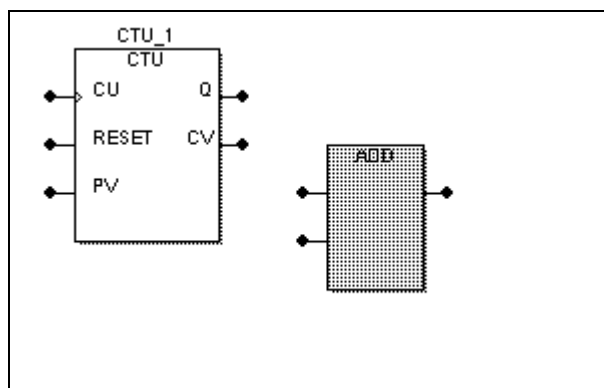 CTU_1
CTU
CU Q
RESET CV
PV
ADD